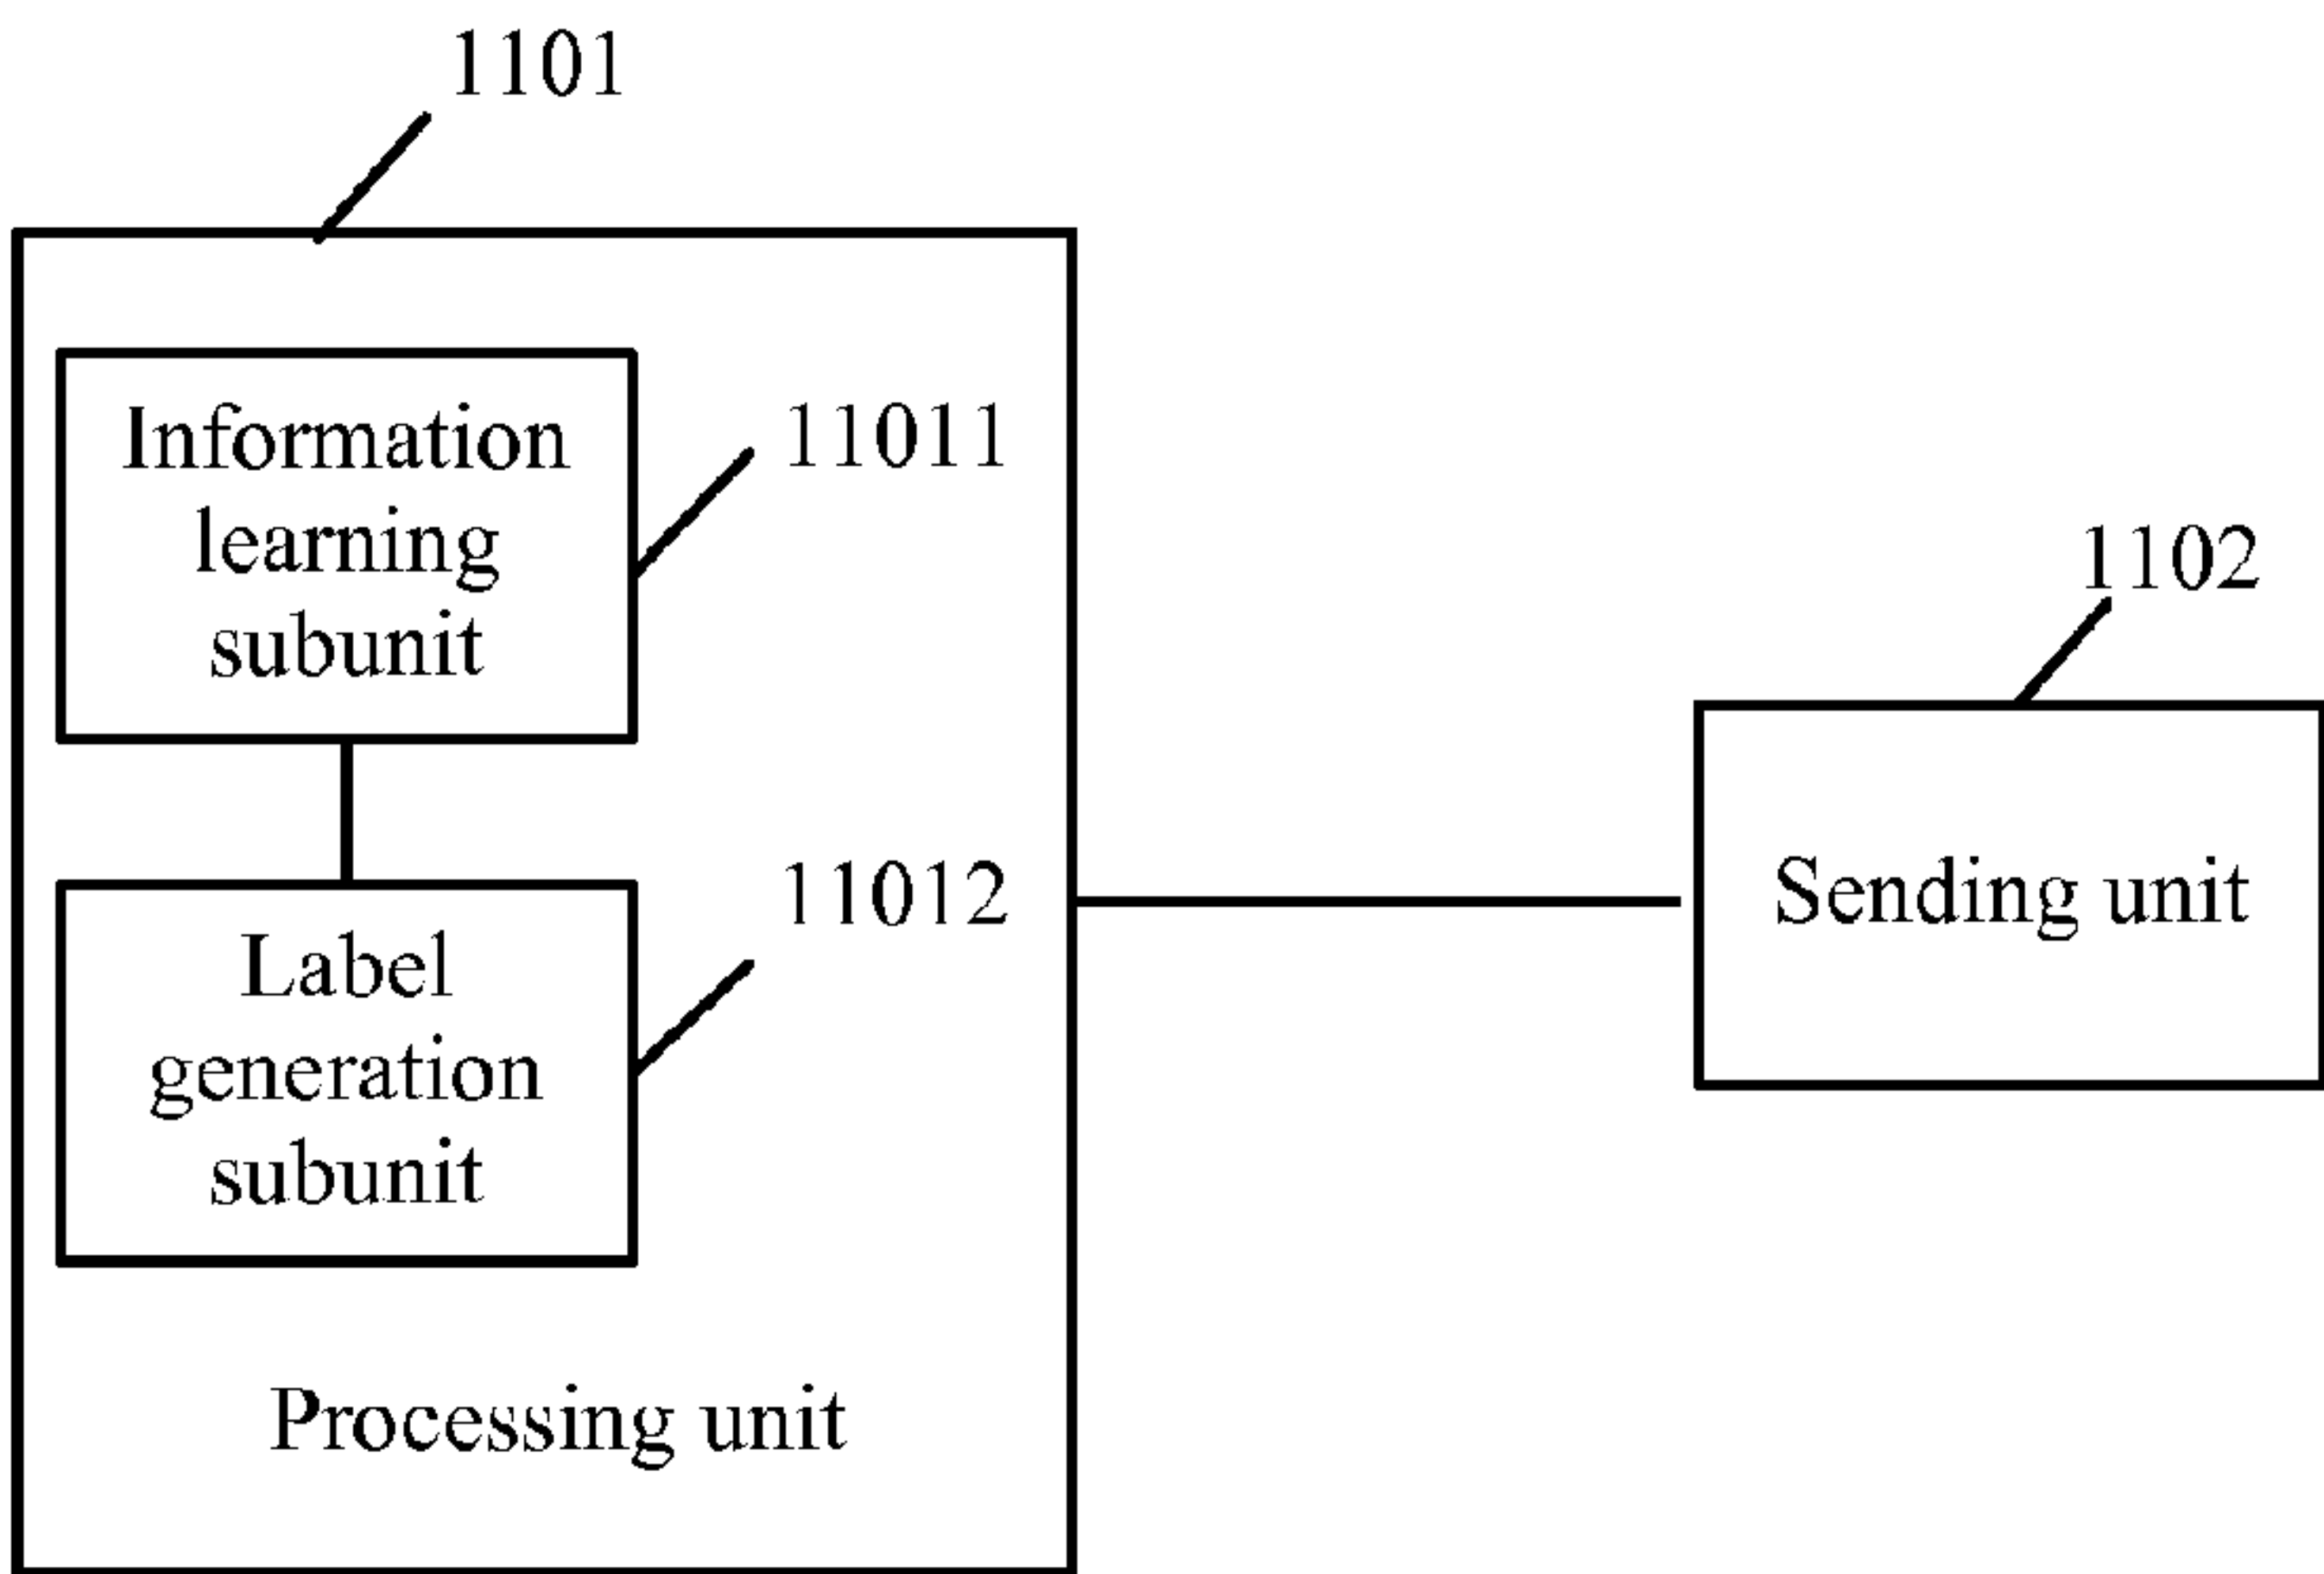 1101
Information
learning
subunit
11011
1102
Label
generation
subunit
11012
Sending unit
Processing unit